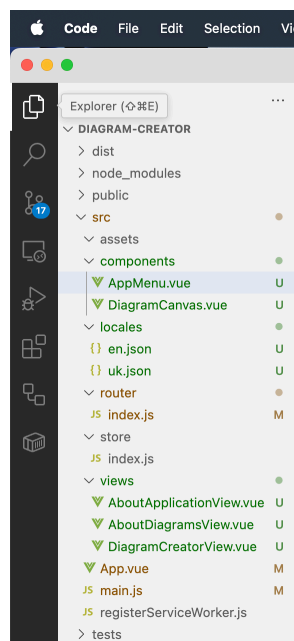 Code File Edit Selection
Explorer (⇧⌘E)
DIAGRAM-CREATOR
dist
node_modules
public
src
assets
components
AppMenu.vue U
DiagramCanvas.vue U
locales
{ } en.json U
{ } uk.json U
router
JS index.js M
store
JS index.js
views
AboutApplicationView.vue U
AboutDiagramsView.vue U
DiagramCreatorView.vue U
App.vue M
JS main.js M
JS registerServiceWorker.js
tests
17